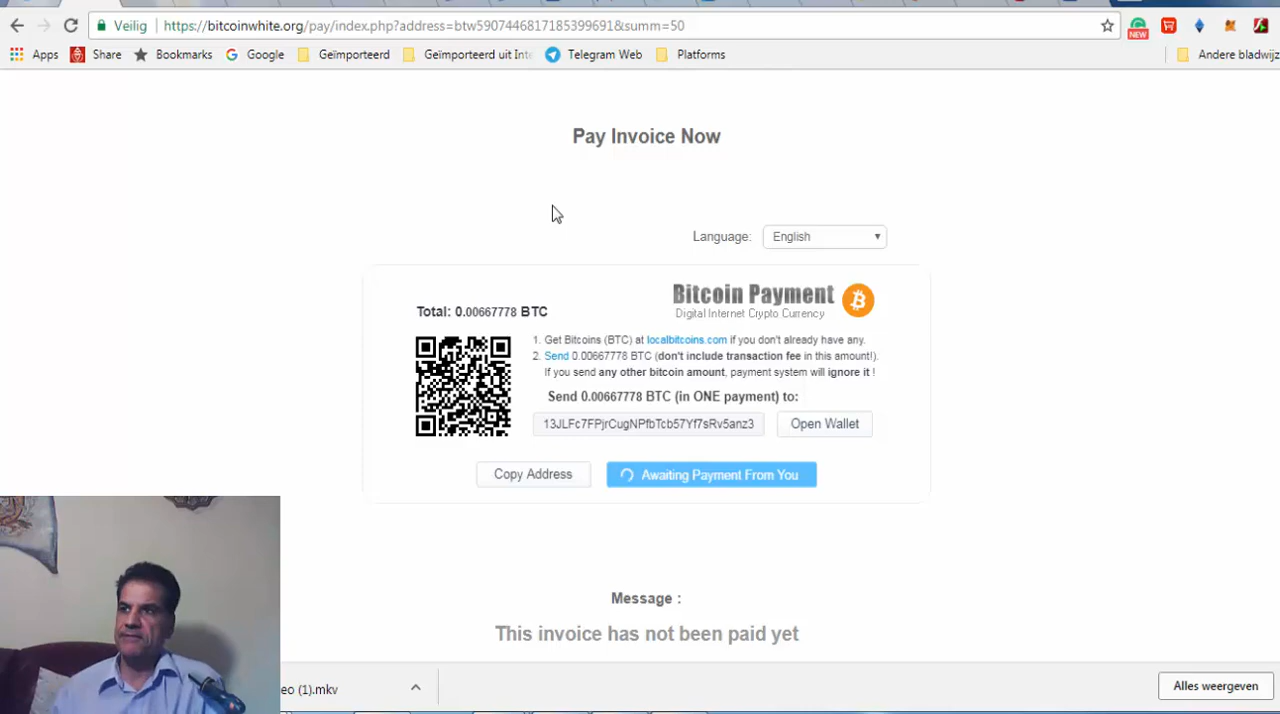 Veilig https://bitcoinwhite.org/pay/index.php?address=btw5907446817185399691&summ=50
NEW
Apps Share Bookmarks Google Geïmporteerd Geïmporteerd uit Inte Telegram Web Platforms Andere bladwijz
Pay Invoice Now
Language: English
Total: 0.00667778 BTC
Bitcoin Payment
Digital Internet Crypto Currency
1. Get Bitcoins (BTC) at localbitcoins.com if you don't already have any.
2. Send 0.00667778 BTC (don't include transaction fee in this amount!).
If you send any other bitcoin amount, payment system will ignore it !
Send 0.00667778 BTC (in ONE payment) to:
13JLFc7FPjrCugNPfbTcb57Yf7sRv5anz3 Open Wallet
Copy Address Awaiting Payment From You
Message :
This invoice has not been paid yet
eo (1).mkv Alles weergeven